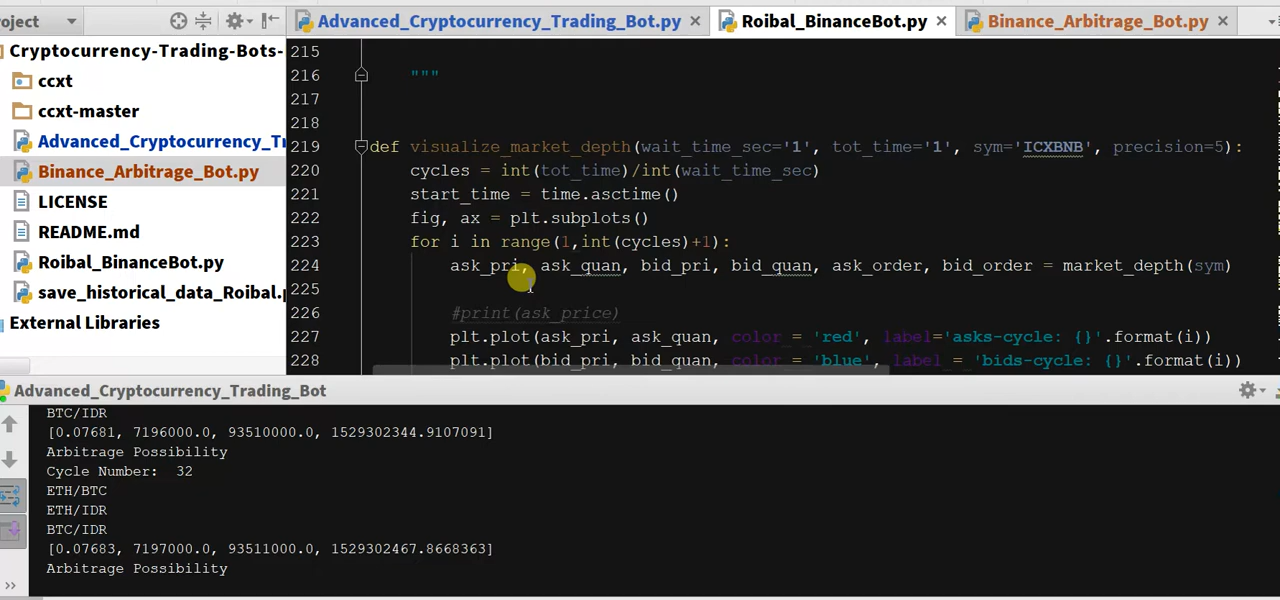 oject
Advanced_Cryptocurrency_Trading_Bot.py
Roibal_BinanceBot.py
Binance_Arbitrage_Bot.py
Cryptocurrency-Trading-Bots-
ccxt
ccxt-master
Advanced_Cryptocurrency_Tr
Binance_Arbitrage_Bot.py
LICENSE
README.md
Roibal_BinanceBot.py
save_historical_data_Roibal.p
External Libraries
215
216 """
217
218
219 def visualize_market_depth(wait_time_sec='1', tot_time='1', sym='ICXBNB', precision=5):
220 cycles = int(tot_time)/int(wait_time_sec)
221 start_time = time.asctime()
222 fig, ax = plt.subplots()
223 for i in range(1,int(cycles)+1):
224 ask_pri, ask_quan, bid_pri, bid_quan, ask_order, bid_order = market_depth(sym)
225
226 #print(ask_price)
227 plt.plot(ask_pri, ask_quan, color = 'red', label='asks-cycle: {}'.format(i))
228 plt.plot(bid_pri, bid_quan, color = 'blue', label = 'bids-cycle: {}'.format(i))
Advanced_Cryptocurrency_Trading_Bot
BTC/IDR
[0.07681, 7196000.0, 93510000.0, 1529302344.9107091]
Arbitrage Possibility
Cycle Number:  32
ETH/BTC
ETH/IDR
BTC/IDR
[0.07683, 7197000.0, 93511000.0, 1529302467.8668363]
Arbitrage Possibility